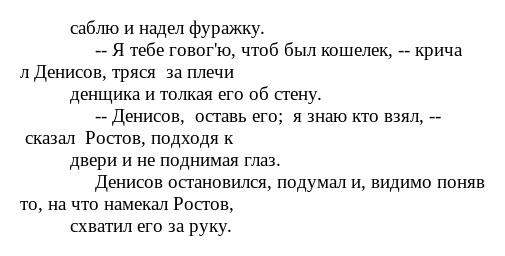 саблю и надел фуражку.
-- Я тебе говог'ю, чтоб был кошелек, -- крича
л Денисов, тряся  за плечи
денщика и толкая его об стену.
-- Денисов,  оставь его;  я знаю кто взял, --
сказал  Ростов, подходя к
двери и не поднимая глаз.
Денисов остановился, подумал и, видимо поняв
то, на что намекал Ростов,
схватил его за руку.